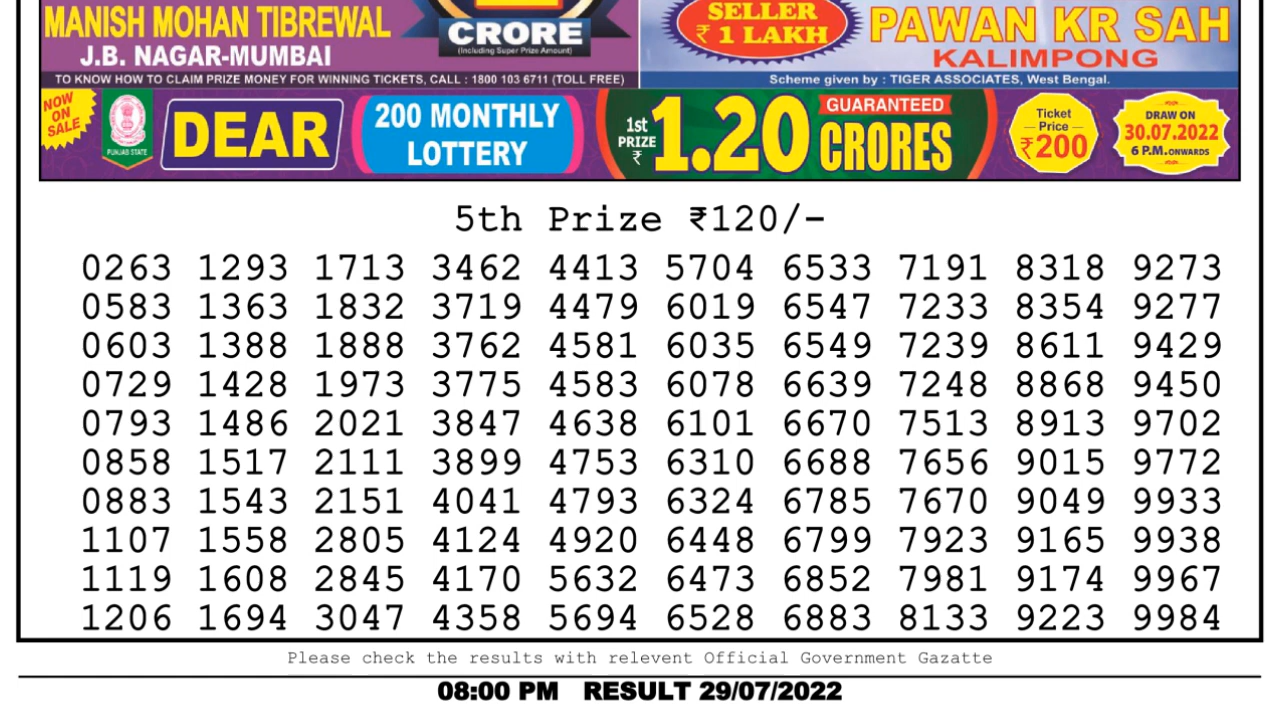 MANISH MOHAN TIBREWAL
J.B. NAGAR-MUMBAI
CRORE
(Including Super Prize Amount)
SELLER
₹ 1 LAKH
PAWAN KR SAH
KALIMPONG
TO KNOW HOW TO CLAIM PRIZE MONEY FOR WINNING TICKETS, CALL : 1800 103 6711 (TOLL FREE)
Scheme given by : TIGER ASSOCIATES, West Bengal.
NOW
ON
SALE
PUNJAB STATE
DEAR
200 MONTHLY
LOTTERY
1st
PRIZE
₹
1.20
GUARANTEED
CRORES
Ticket
Price
₹200
DRAW ON
30.07.2022
6 P.M. ONWARDS
5th Prize ₹120/-
0263 1293 1713 3462 4413 5704 6533 7191 8318 9273
0583 1363 1832 3719 4479 6019 6547 7233 8354 9277
0603 1388 1888 3762 4581 6035 6549 7239 8611 9429
0729 1428 1973 3775 4583 6078 6639 7248 8868 9450
0793 1486 2021 3847 4638 6101 6670 7513 8913 9702
0858 1517 2111 3899 4753 6310 6688 7656 9015 9772
0883 1543 2151 4041 4793 6324 6785 7670 9049 9933
1107 1558 2805 4124 4920 6448 6799 7923 9165 9938
1119 1608 2845 4170 5632 6473 6852 7981 9174 9967
1206 1694 3047 4358 5694 6528 6883 8133 9223 9984
Please check the results with relevent Official Government Gazatte
08:00 PM RESULT 29/07/2022